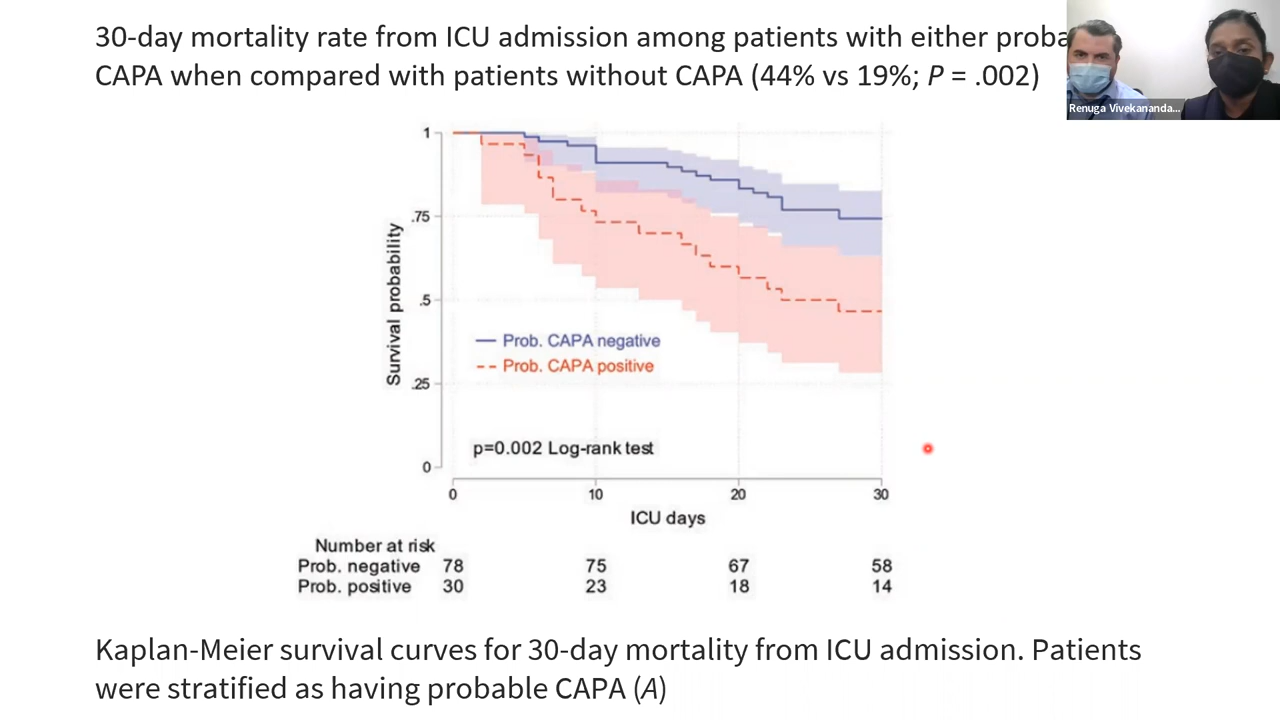 30-day mortality rate from ICU admission among patients with either proba
CAPA when compared with patients without CAPA (44% vs 19%; P = .002)
Renuga Vivekananda...
1
.75
.5
.25
0
Survival probability
Prob. CAPA negative
Prob. CAPA positive
p=0.002 Log-rank test
0 10 20 30
ICU days
Number at risk
Prob. negative 78 75 67 58
Prob. positive 30 23 18 14
Kaplan-Meier survival curves for 30-day mortality from ICU admission. Patients
were stratified as having probable CAPA (A)